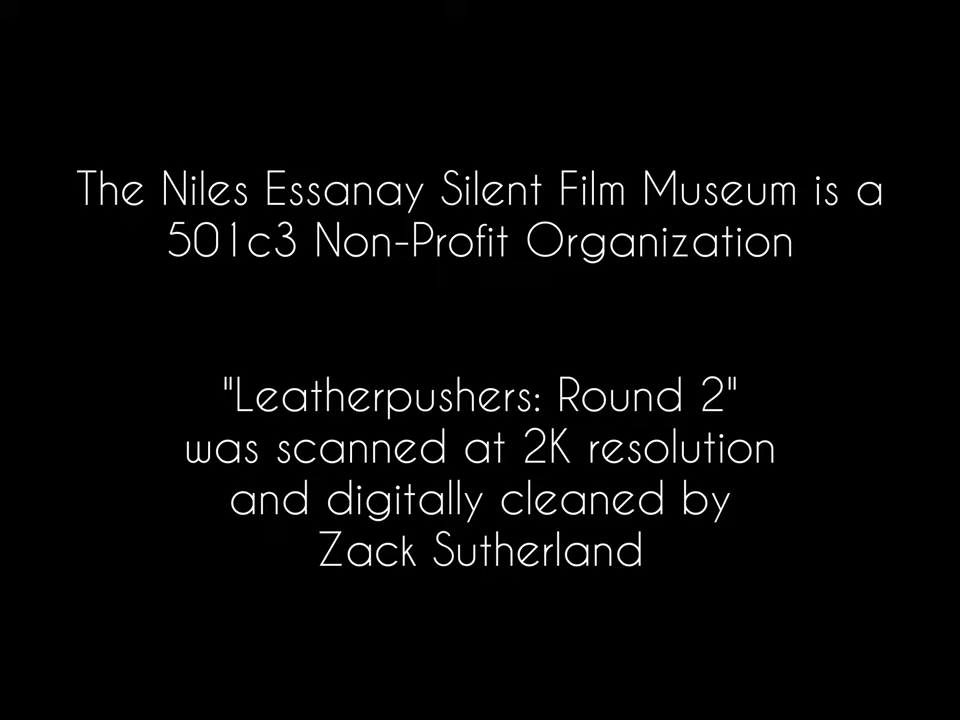 The Niles Essanay Silent Film Museum is a
501c3 Non-Profit Organization
"Leatherpushers: Round 2"
was scanned at 2K resolution
and digitally cleaned by
Zack Sutherland